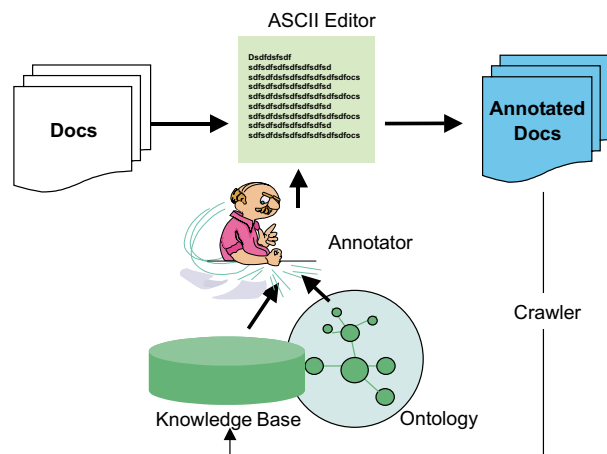 ASCII Editor
Dsdfdsfsdf
sdfsdfsdfsdfsdfsdfsd
sdfsdfdsfsdfsdfsdfsdfsdfocs
sdfsdfsdfsdfsdfsdfsd
sdfsdfdsfsdfsdfsdfsdfsdfocs
sdfsdfsdfsdfsdfsdfsd
sdfsdfdsfsdfsdfsdfsdfsdfocs
sdfsdfsdfsdfsdfsdfsd
sdfsdfdsfsdfsdfsdfsdfsdfocs
Docs
Annotated
Docs
Annotator
Crawler
Knowledge Base
Ontology